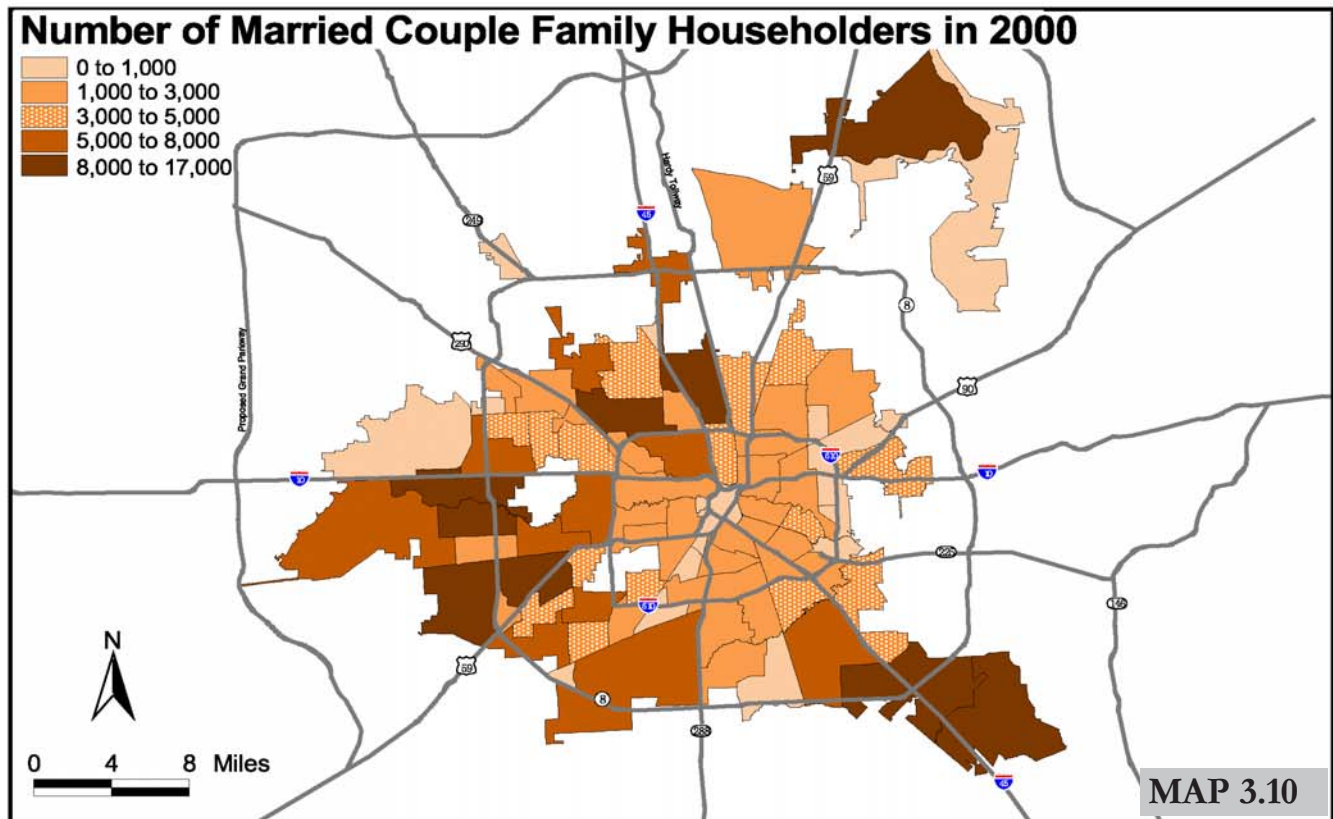 Number of Married Couple Family Householders in 2000
0 to 1,000
1,000 to 3,000
3,000 to 5,000
5,000 to 8,000
8,000 to 17,000
Hardy Tollway
59
45
249
8
290
Proposed Grand Parkway
90
610
10
10
225
146
610
N
59
8
288
0 4 8 Miles
45
MAP 3.10